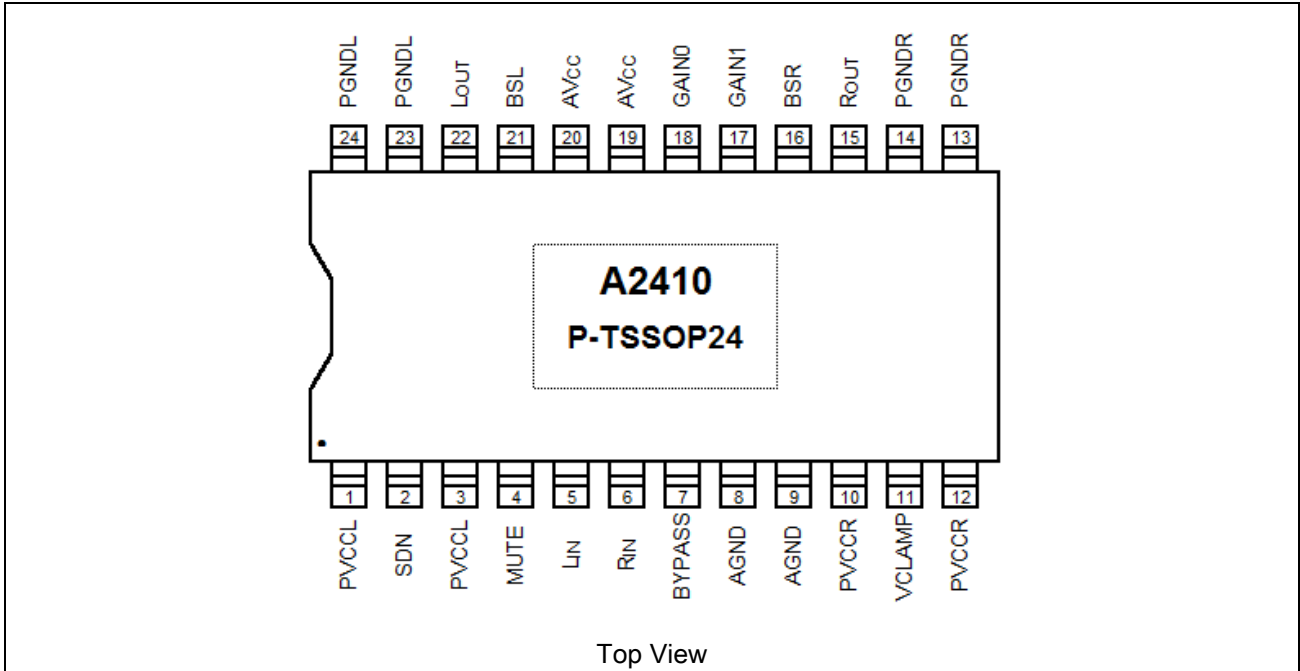 PGNDL PGNDL LOUT BSL AVCC AVCC GAIN0 GAIN1 BSR ROUT PGNDR PGNDR
24 23 22 21 20 19 18 17 16 15 14 13
A2410
P-TSSOP24
1 2 3 4 5 6 7 8 9 10 11 12
PVCCL SDN PVCCL MUTE LIN RIN BYPASS AGND AGND PVCCR VCLAMP PVCCR
Top View